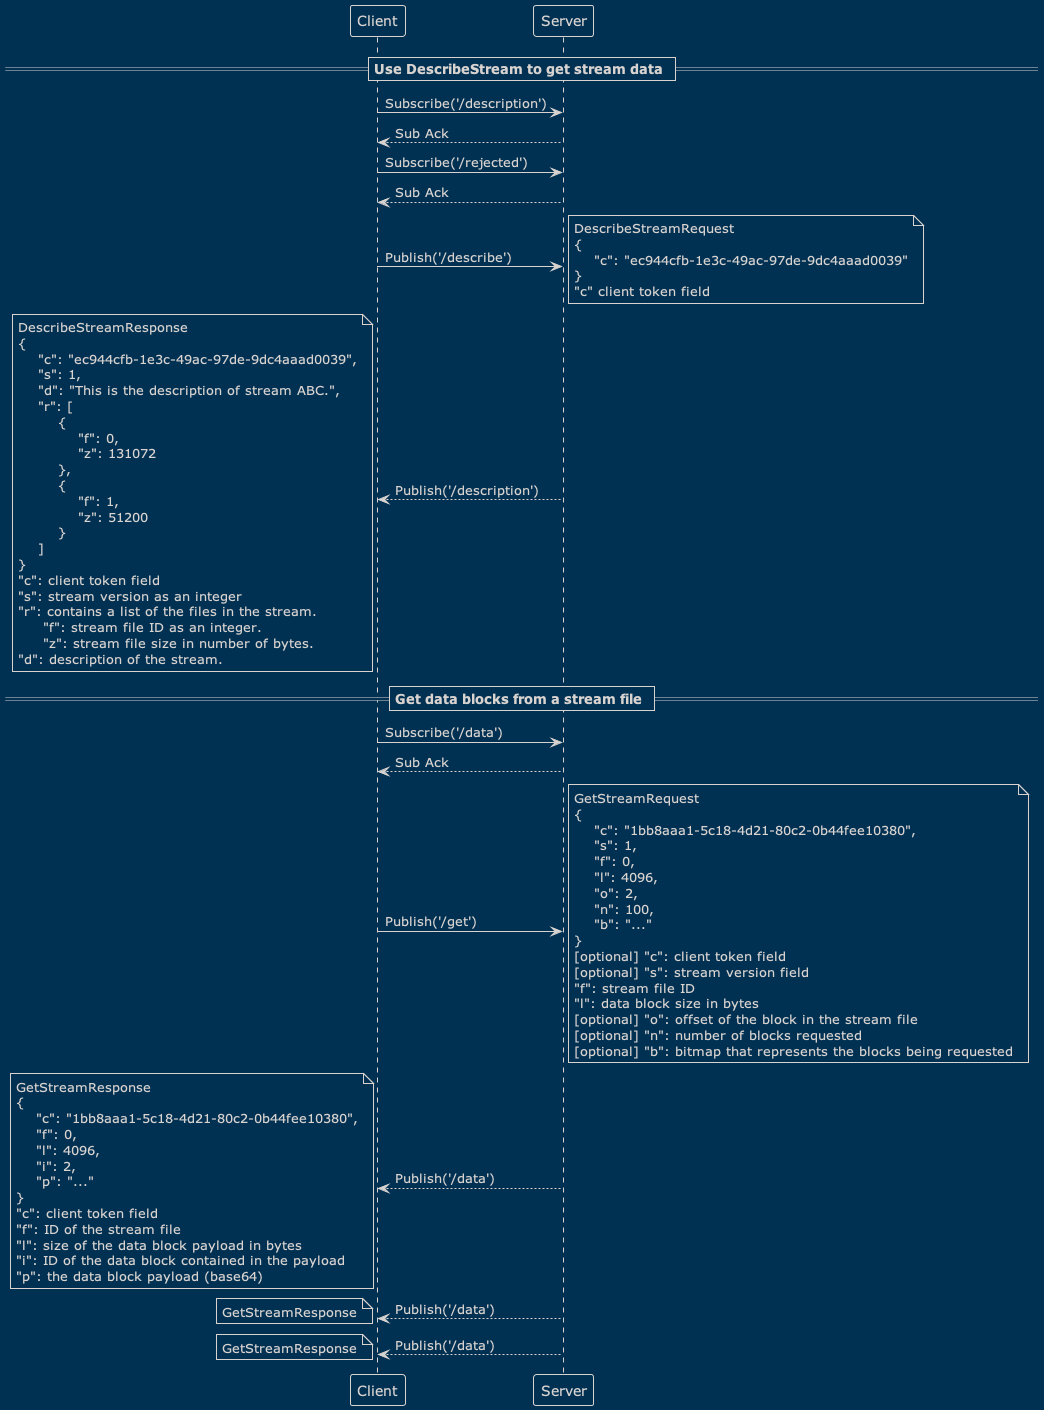 Client
Server
Use DescribeStream to get stream data
Subscribe('/description')
Sub Ack
Subscribe('/rejected')
Sub Ack
Publish('/describe')
DescribeStreamRequest
{
"c": "ec944cfb-1e3c-49ac-97de-9dc4aaad0039"
}
"c" client token field
DescribeStreamResponse
{
"c": "ec944cfb-1e3c-49ac-97de-9dc4aaad0039",
"s": 1,
"d": "This is the description of stream ABC.",
"r": [
{
"f": 0,
"z": 131072
},
{
"f": 1,
"z": 51200
}
]
}
"c": client token field
"s": stream version as an integer
"r": contains a list of the files in the stream.
"f": stream file ID as an integer.
"z": stream file size in number of bytes.
"d": description of the stream.
Publish('/description')
Get data blocks from a stream file
Subscribe('/data')
Sub Ack
Publish('/get')
GetStreamRequest
{
"c": "1bb8aaa1-5c18-4d21-80c2-0b44fee10380",
"s": 1,
"f": 0,
"l": 4096,
"o": 2,
"n": 100,
"b": "..."
}
[optional] "c": client token field
[optional] "s": stream version field
"f": stream file ID
"l": data block size in bytes
[optional] "o": offset of the block in the stream file
[optional] "n": number of blocks requested
[optional] "b": bitmap that represents the blocks being requested
GetStreamResponse
{
"c": "1bb8aaa1-5c18-4d21-80c2-0b44fee10380",
"f": 0,
"l": 4096,
"i": 2,
"p": "..."
}
"c": client token field
"f": ID of the stream file
"l": size of the data block payload in bytes
"i": ID of the data block contained in the payload
"p": the data block payload (base64)
Publish('/data')
GetStreamResponse
Publish('/data')
GetStreamResponse
Publish('/data')
Client
Server